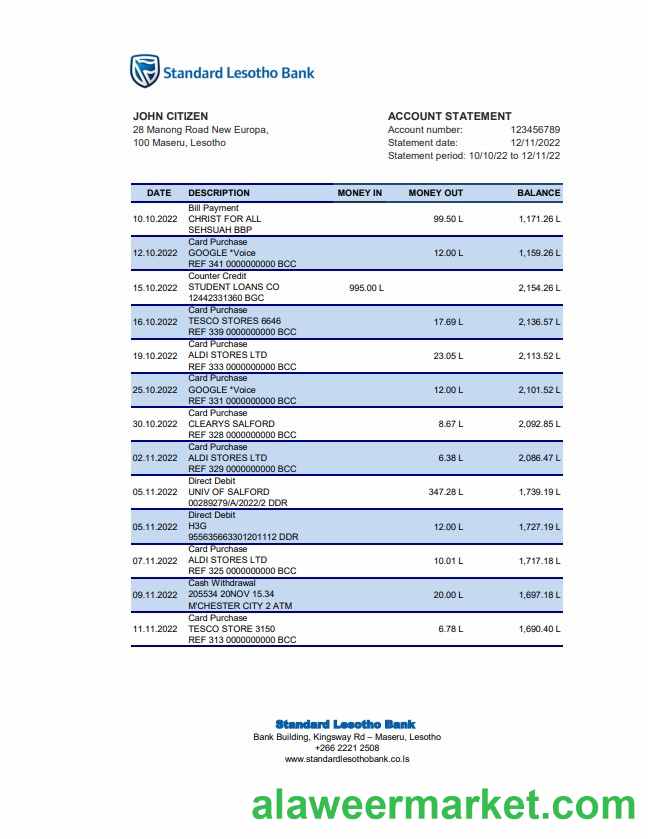 Standard Lesotho Bank
JOHN CITIZEN
28 Manong Road New Europa,
100 Maseru, Lesotho
ACCOUNT STATEMENT
Account number: 123456789
Statement date: 12/11/2022
Statement period: 10/10/22 to 12/11/22
DATE DESCRIPTION MONEY IN MONEY OUT BALANCE
Bill Payment
10.10.2022 CHRIST FOR ALL 99.50 L 1,171.26 L
SEHSUAH BBP
Card Purchase
12.10.2022 GOOGLE *Voice 12.00 L 1,159.26 L
REF 341 0000000000 BCC
Counter Credit
15.10.2022 STUDENT LOANS CO 995.00 L 2,154.26 L
12442331360 BGC
Card Purchase
16.10.2022 TESCO STORES 6646 17.69 L 2,136.57 L
REF 339 0000000000 BCC
Card Purchase
19.10.2022 ALDI STORES LTD 23.05 L 2,113.52 L
REF 333 0000000000 BCC
Card Purchase
25.10.2022 GOOGLE *Voice 12.00 L 2,101.52 L
REF 331 0000000000 BCC
Card Purchase
30.10.2022 CLEARYS SALFORD 8.67 L 2,092.85 L
REF 328 0000000000 BCC
Card Purchase
02.11.2022 ALDI STORES LTD 6.38 L 2,086.47 L
REF 329 0000000000 BCC
Direct Debit
05.11.2022 UNIV OF SALFORD 347.28 L 1,739.19 L
00289279/A/2022/2 DDR
Direct Debit
05.11.2022 H3G 12.00 L 1,727.19 L
955635663301201112 DDR
Card Purchase
07.11.2022 ALDI STORES LTD 10.01 L 1,717.18 L
REF 325 0000000000 BCC
Cash Withdrawal
09.11.2022 205534 20NOV 15.34 20.00 L 1,697.18 L
M'CHESTER CITY 2 ATM
Card Purchase
11.11.2022 TESCO STORE 3150 6.78 L 1,690.40 L
REF 313 0000000000 BCC
Standard Lesotho Bank
Bank Building, Kingsway Rd – Maseru, Lesotho
+266 2221 2508
www.standardlesothobank.co.ls
alaweermarket.com